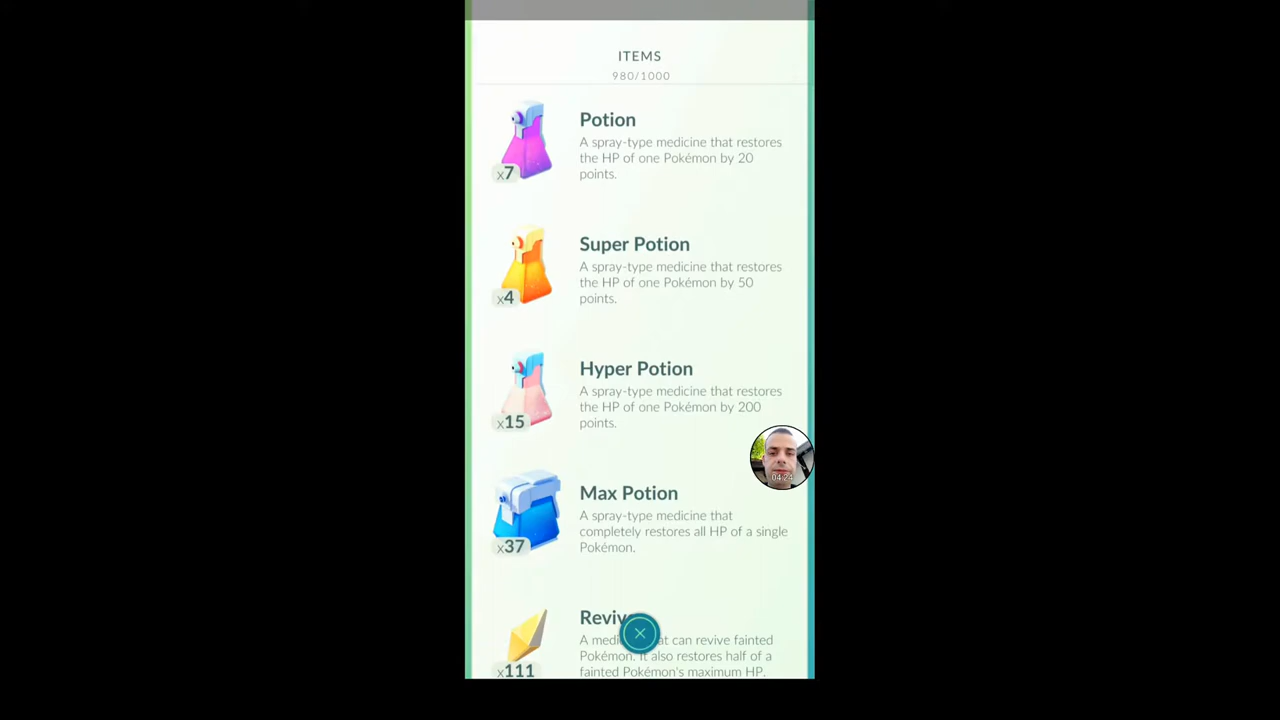 ITEMS
980/1000
Potion
A spray-type medicine that restores
the HP of one Pokémon by 20
points.
x7
Super Potion
A spray-type medicine that restores
the HP of one Pokémon by 50
points.
x4
Hyper Potion
A spray-type medicine that restores
the HP of one Pokémon by 200
points.
x15
04:24
Max Potion
A spray-type medicine that
completely restores all HP of a single
Pokémon.
x37
Revive
can revive fainted
Pokémon. It also restores half of a
fainted Pokémon's maximum HP.
x111